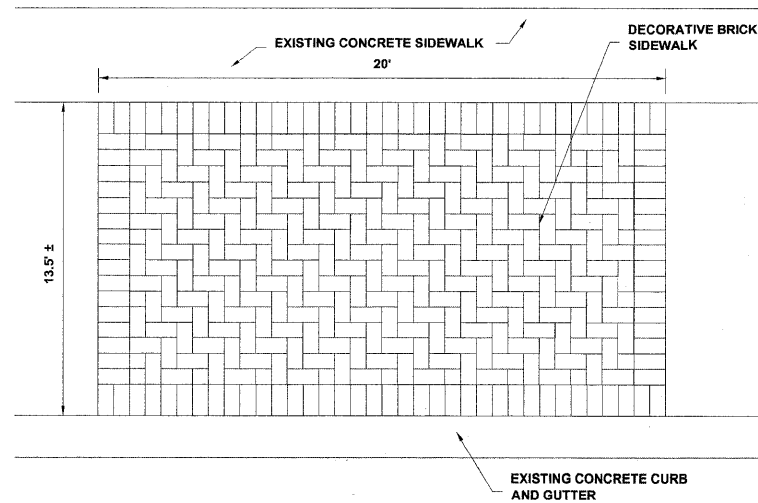 DECORATIVE BRICK
SIDEWALK
EXISTING CONCRETE SIDEWALK
20'
13.5' ±
EXISTING CONCRETE CURB
AND GUTTER